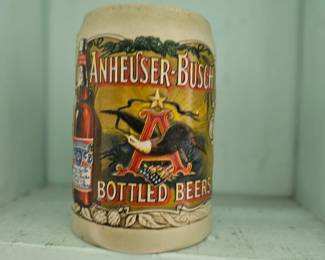 ANHEUSER-BUSCH
A
BOTTLED BEERS